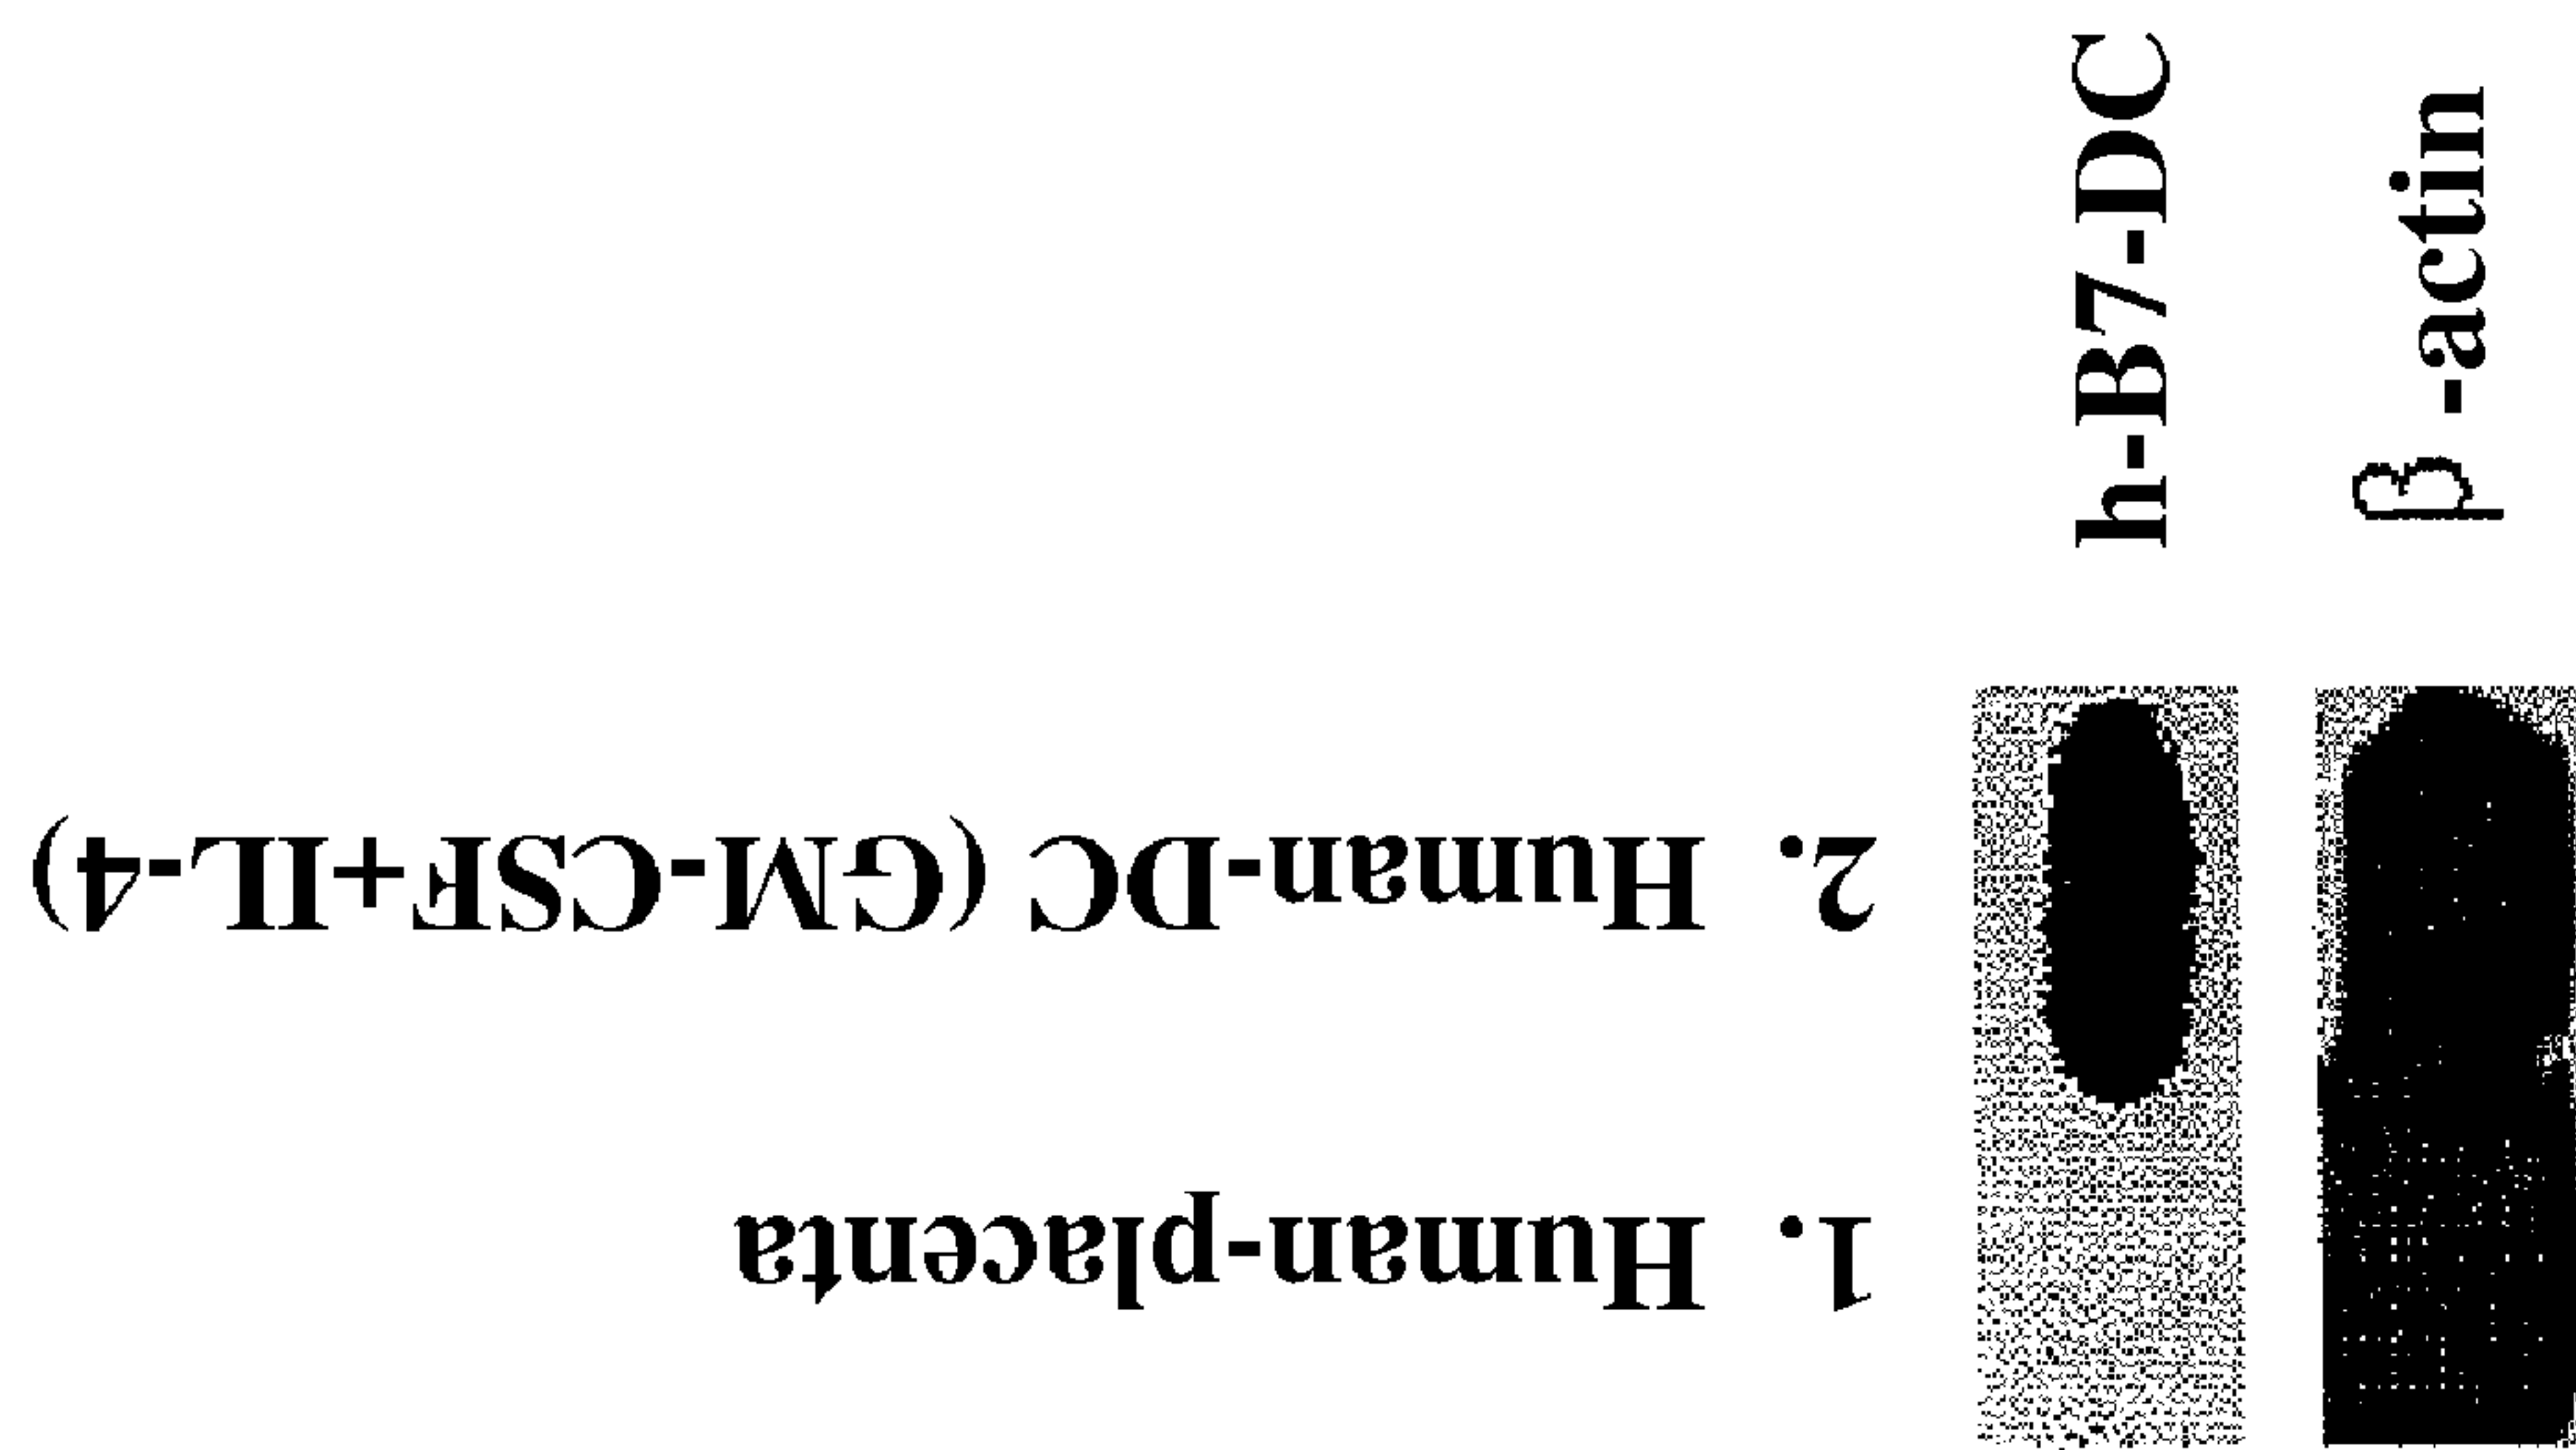 1. Human-placenta
2. Human-DC (GM-CSF+IL-4)
h-B7-DC
β -actin